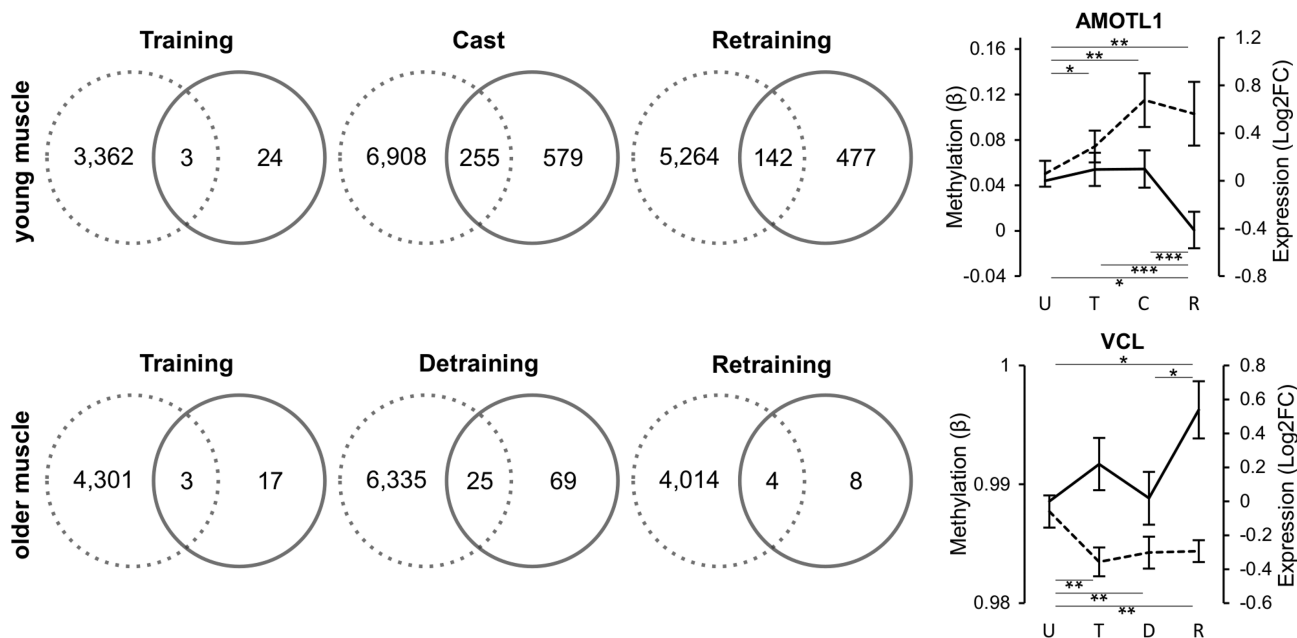 young muscle
Training
3,362 3 24
Cast
6,908 255 579
Retraining
5,264 142 477
AMOTL1
Methylation (β)
0.16
0.12
0.08
0.04
0
-0.04
**
**
*
***
***
*
1.2
0.8
0.4
0
-0.4
-0.8
Expression (Log2FC)
U T C R
older muscle
Training
4,301 3 17
Detraining
6,335 25 69
Retraining
4,014 4 8
VCL
Methylation (β)
1
0.99
0.98
*
*
**
**
**
0.8
0.6
0.4
0.2
0
-0.2
-0.4
-0.6
Expression (Log2FC)
U T D R